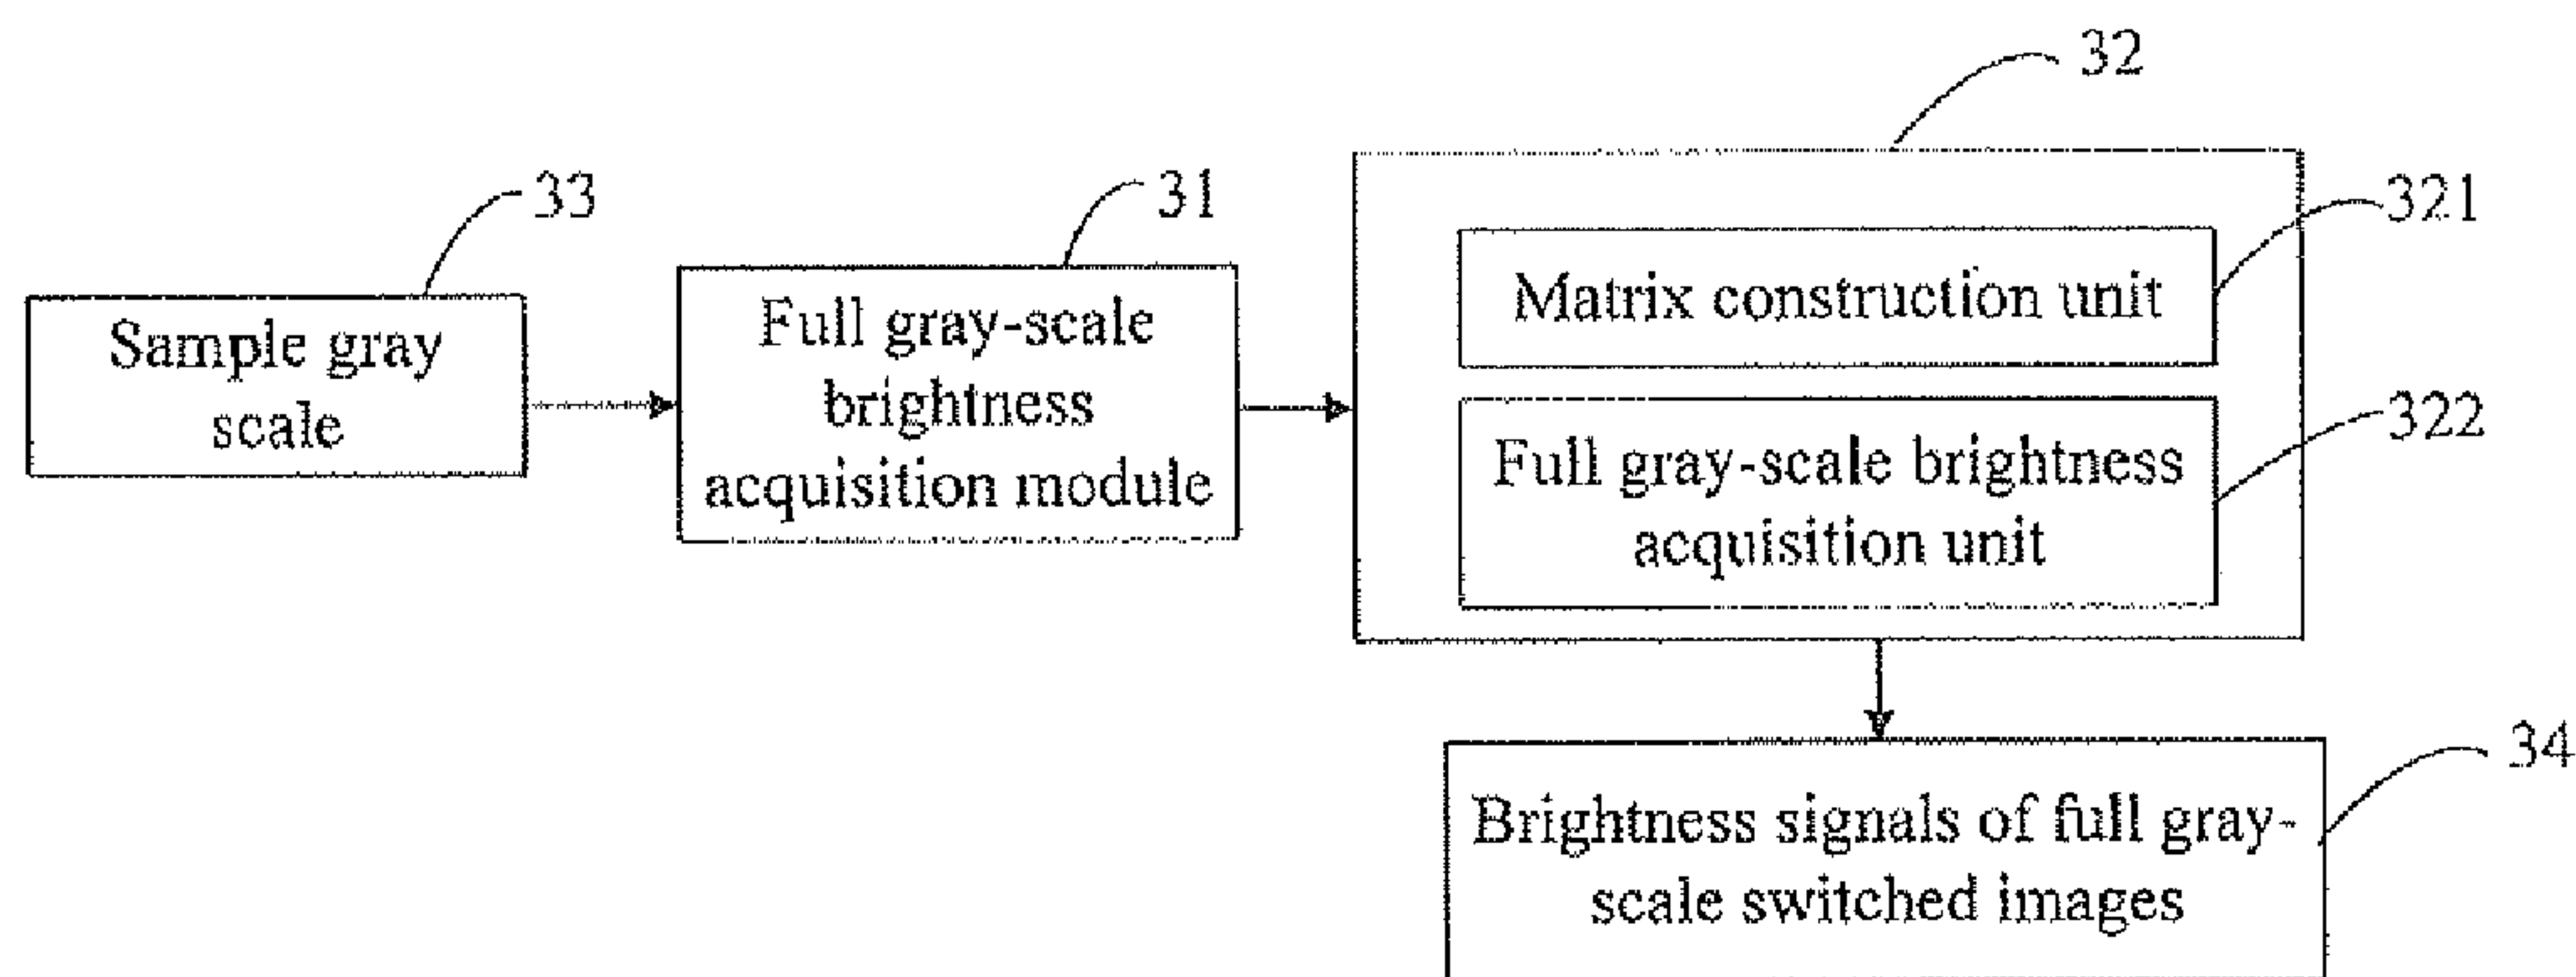 32
33
31
321
Sample gray
scale
Full gray-scale
brightness
acquisition module
Matrix construction unit
322
Full gray-scale brightness
acquisition unit
34
Brightness signals of full gray-
scale switched images